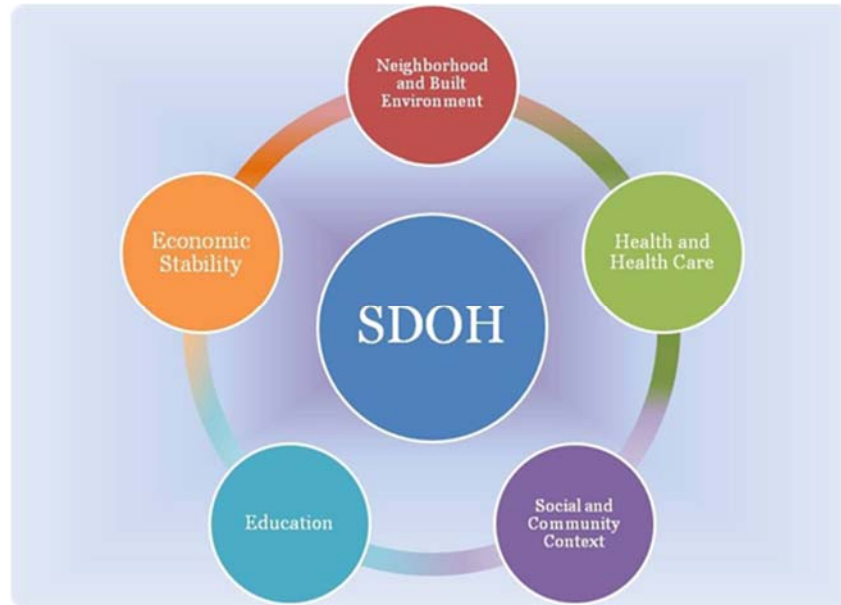 Neighborhood
and Built
Environment
Economic
Stability
Health and
Health Care
SDOH
Education
Social and
Community
Context